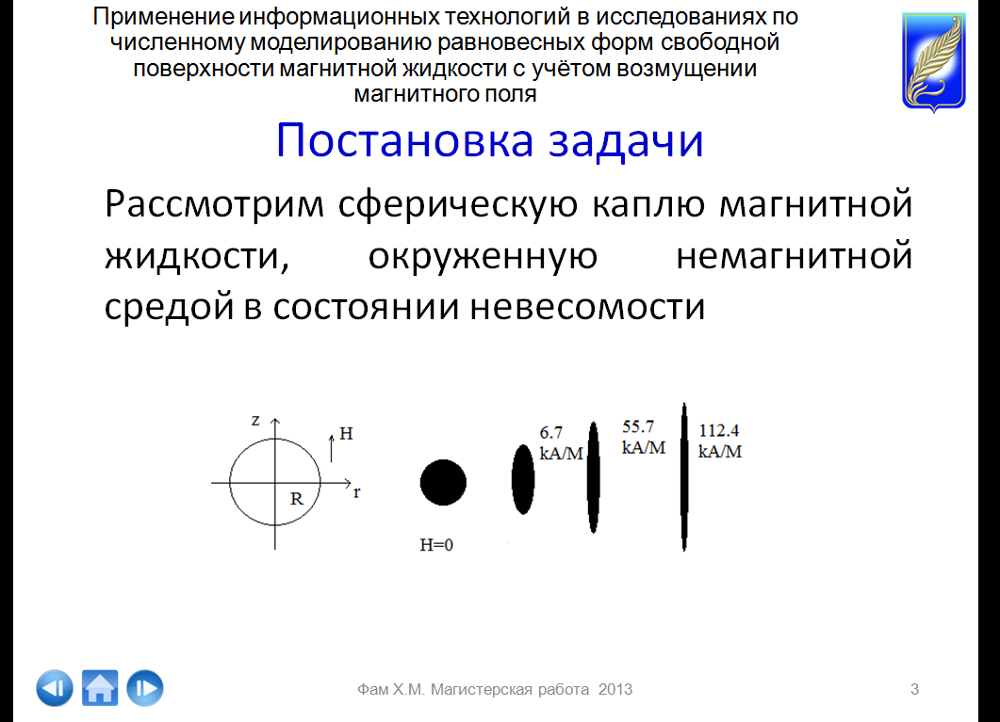 Применение информационных технологий в исследованиях по
численному моделированию равновесных форм свободной
поверхности магнитной жидкости с учётом возмущении
магнитного поля
Постановка задачи
Рассмотрим сферическую каплю магнитной
жидкости, окруженную немагнитной
средой в состоянии невесомости
z
H
R
r
H=0
6.7
kA/M
55.7
kA/M
112.4
kA/M
Фам Х.М. Магистерская работа 2013
3